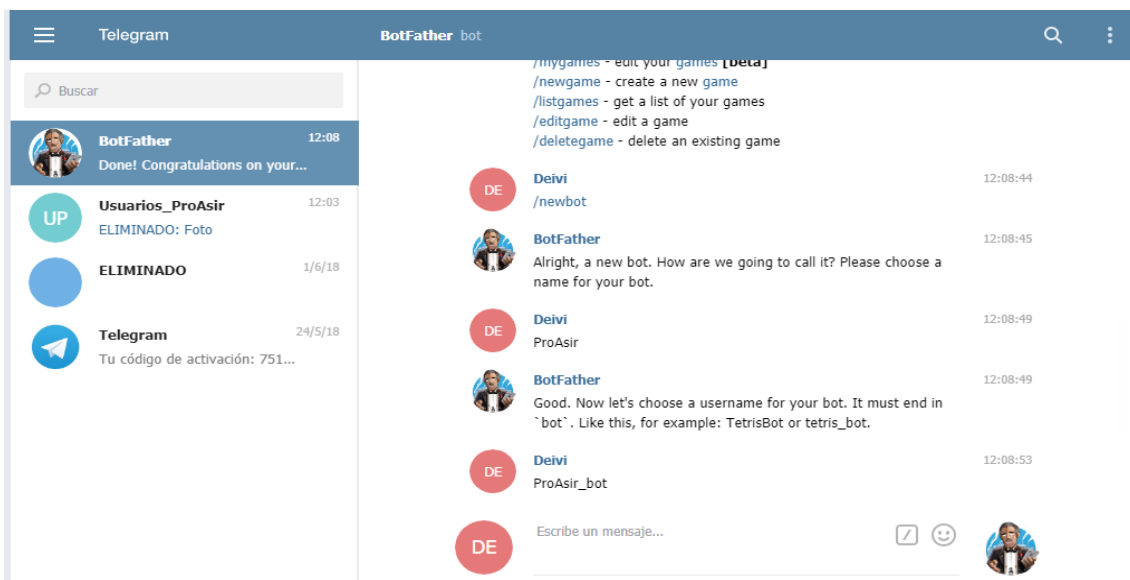 Telegram
BotFather bot
Buscar
BotFather 12:08
Done! Congratulations on your...
UP
Usuarios_ProAsir 12:03
ELIMINADO: Foto
ELIMINADO 1/6/18
Telegram 24/5/18
Tu código de activación: 751...
/mygames - edit your games [beta]
/newgame - create a new game
/listgames - get a list of your games
/editgame - edit a game
/deletegame - delete an existing game
DE
Deivi 12:08:44
/newbot
BotFather 12:08:45
Alright, a new bot. How are we going to call it? Please choose a
name for your bot.
DE
Deivi 12:08:49
ProAsir
BotFather 12:08:49
Good. Now let's choose a username for your bot. It must end in
`bot`. Like this, for example: TetrisBot or tetris_bot.
DE
Deivi 12:08:53
ProAsir_bot
DE
Escribe un mensaje...